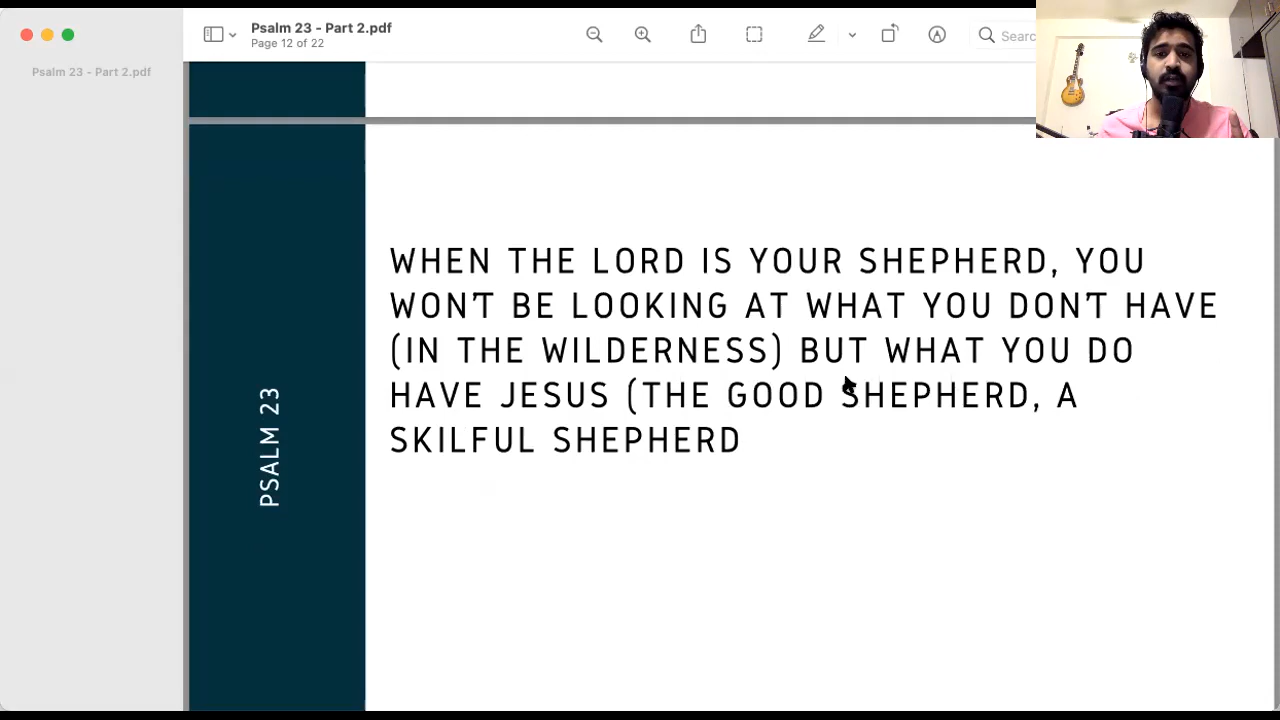 Psalm 23 - Part 2.pdf
Page 12 of 22
Searc
Psalm 23 - Part 2.pdf
WHEN THE LORD IS YOUR SHEPHERD, YOU
WON'T BE LOOKING AT WHAT YOU DON'T HAVE
(IN THE WILDERNESS) BUT WHAT YOU DO
HAVE JESUS (THE GOOD SHEPHERD, A
SKILFUL SHEPHERD
PSALM 23